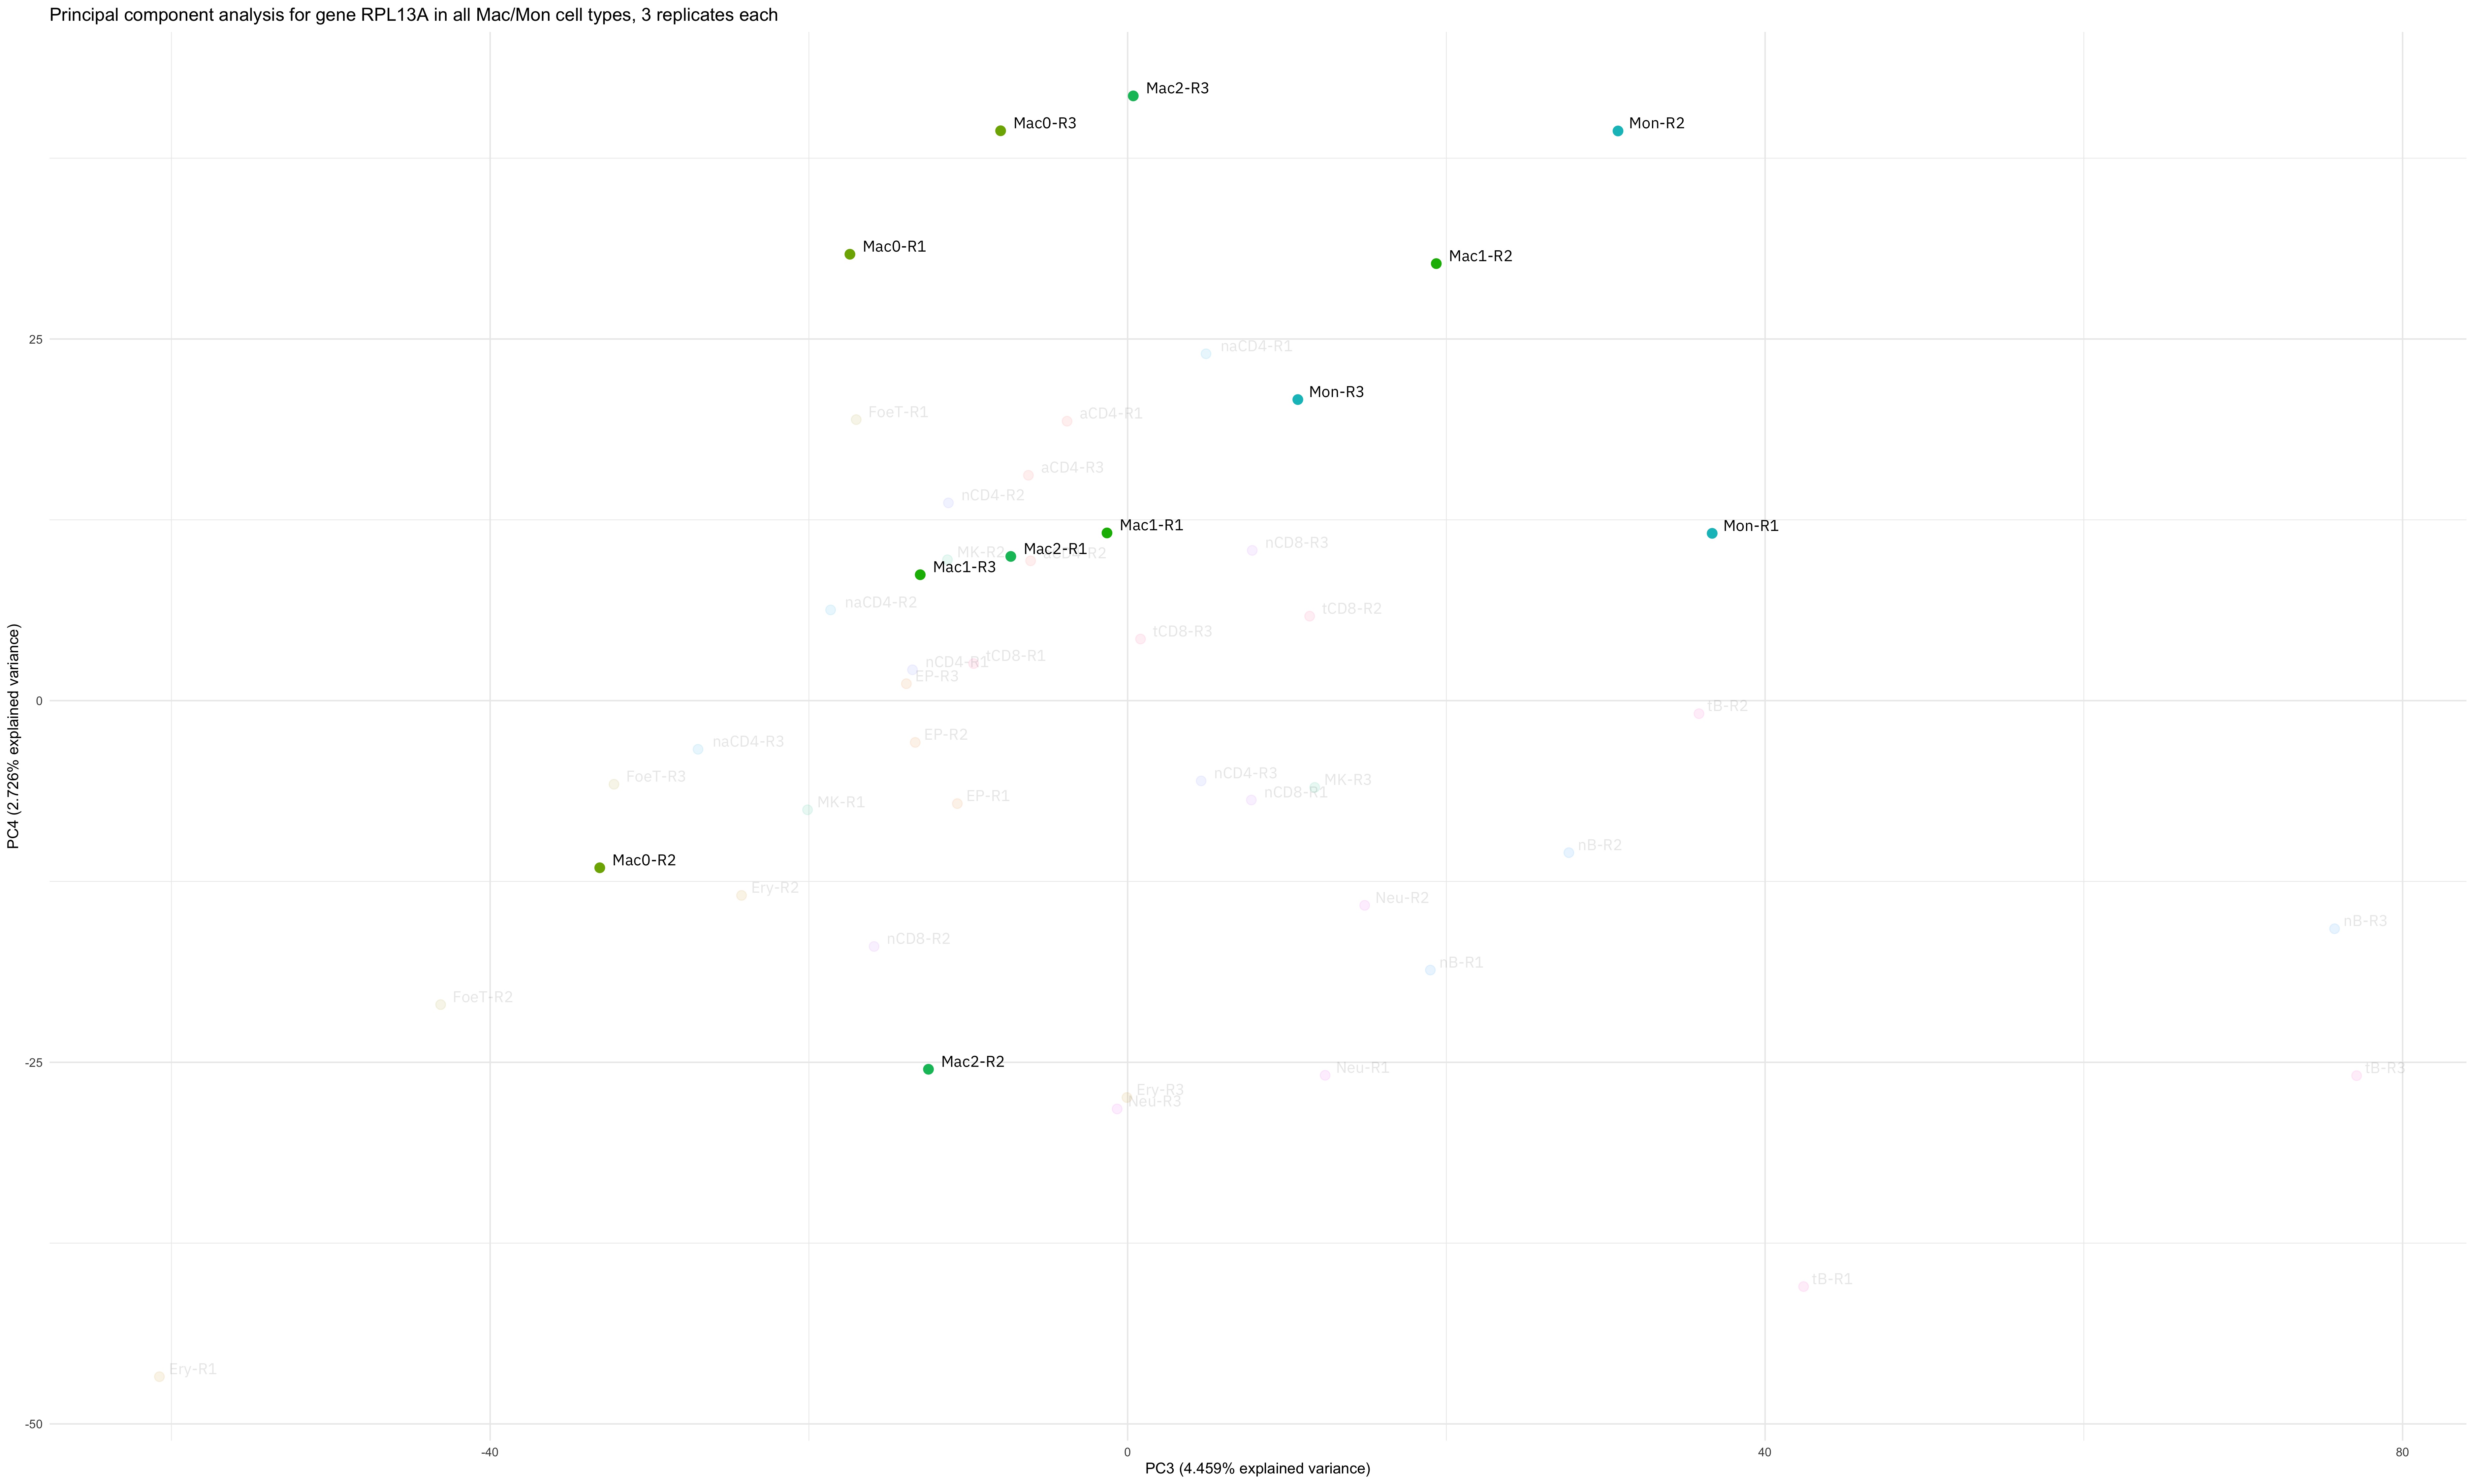 Principal component analysis for gene RPL13A in all Mac/Mon cell types, 3 replicates each
Mac2-R3
Mac0-R3
Mon-R2
Mac0-R1
Mac1-R2
25
naCD4-R1
Mon-R3
FoeT-R1
aCD4-R1
aCD4-R3
nCD4-R2
Mac1-R1
Mon-R1
nCD8-R3
MK-R2
Mac2-R1
Mac1-R3
naCD4-R2
tCD8-R2
tCD8-R3
tCD8-R1
nCD4-R1
EP-R3
0
tB-R2
EP-R2
naCD4-R3
FoeT-R3
nCD4-R3
MK-R3
nCD8-R1
EP-R1
MK-R1
nB-R2
Mac0-R2
Ery-R2
Neu-R2
nB-R3
nCD8-R2
nB-R1
FoeT-R2
-25
Mac2-R2
Neu-R1
tB-R3
Ery-R3
Neu-R3
tB-R1
Ery-R1
-50
-40
0
40
80
PC3 (4.459% explained variance)
PC4 (2.726% explained variance)